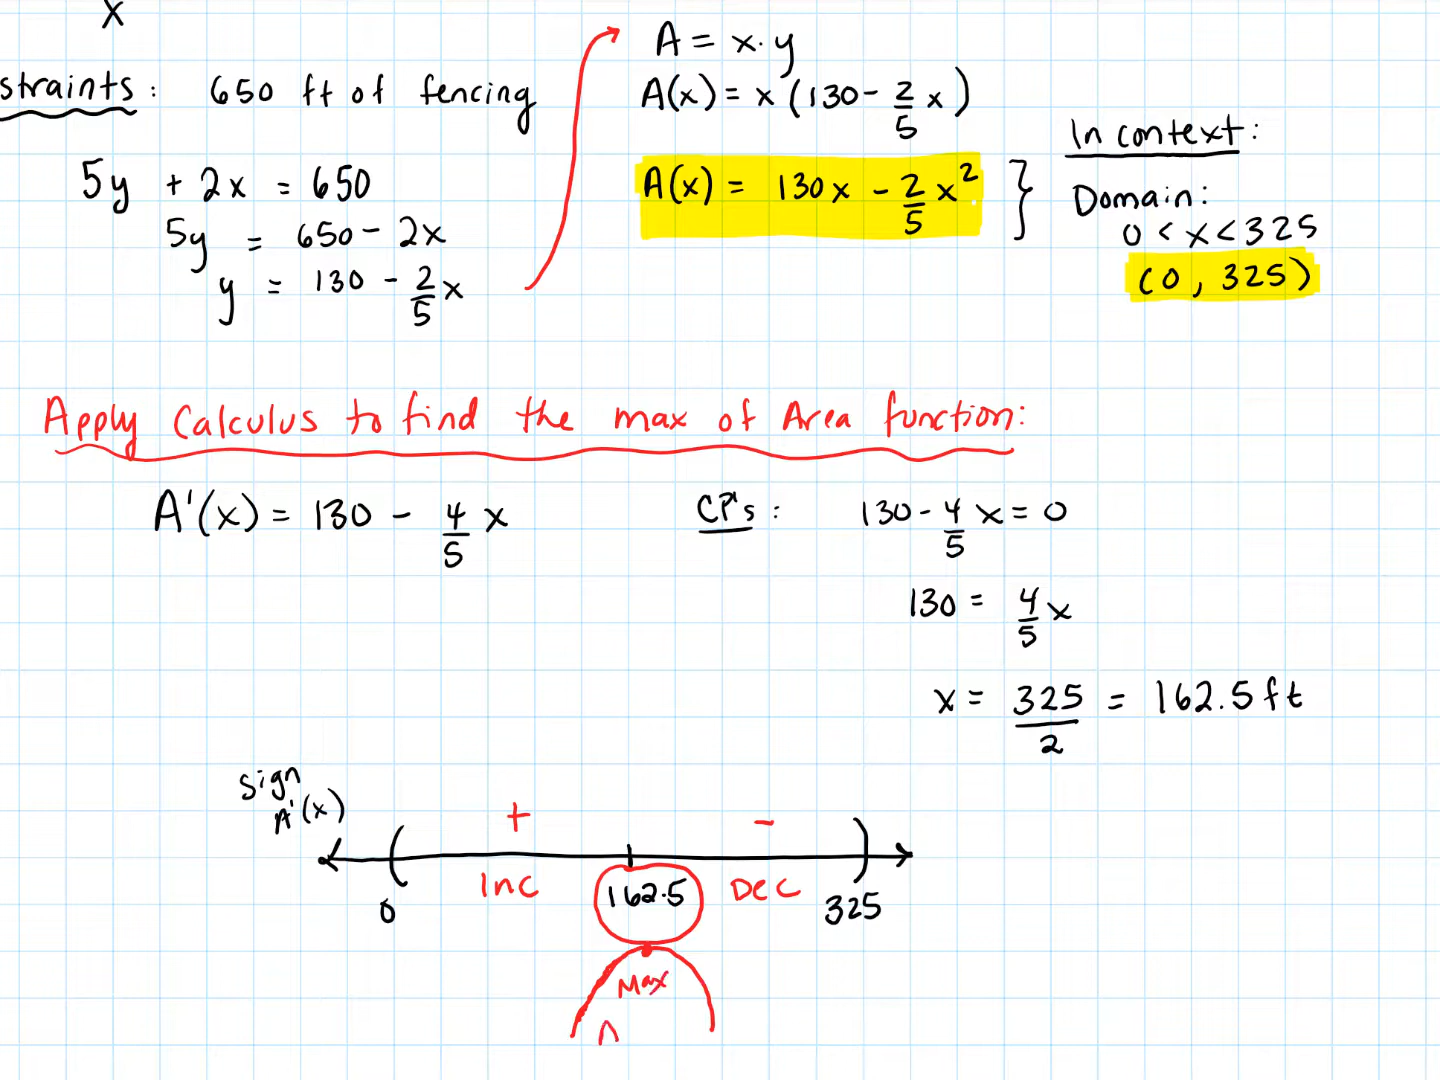 x
straints: 650 ft of fencing
5y + 2x = 650
5y = 650 - 2x
y = 130 - 2/5 x
A = x · y
A(x) = x (130 - 2/5 x)
A(x) = 130x - 2/5 x²
In context:
Domain:
0 < x < 325
(0, 325)
Apply Calculus to find the max of Area function:
A'(x) = 130 - 4/5 x
CP's: 130 - 4/5 x = 0
130 = 4/5 x
x = 325/2 = 162.5 ft
sign
A'(x)
+ -
Inc Dec
0 162.5 325
Max